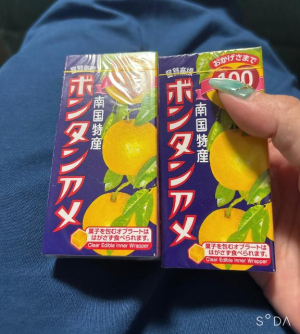 南国特産
ボンタンアメ
菓子を包むオブラートは
はがさず食べられます。
Clear Edible Inner Wrapper
おかげさまで
100
南国特産
ボンタンアメ
菓子を包むオブラートは
はがさず食べられます。
Clear Edible Inner Wrapper
SODA